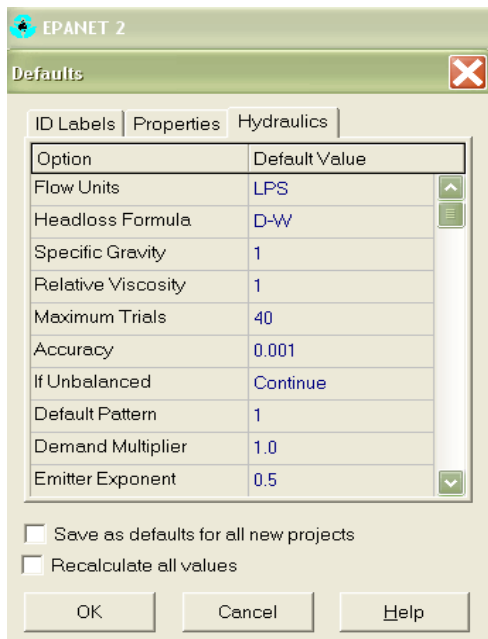 EPANET 2
Defaults
ID Labels Properties Hydraulics
Option Default Value
Flow Units LPS
Headloss Formula D-W
Specific Gravity 1
Relative Viscosity 1
Maximum Trials 40
Accuracy 0.001
If Unbalanced Continue
Default Pattern 1
Demand Multiplier 1.0
Emitter Exponent 0.5
Save as defaults for all new projects
Recalculate all values
OK Cancel Help